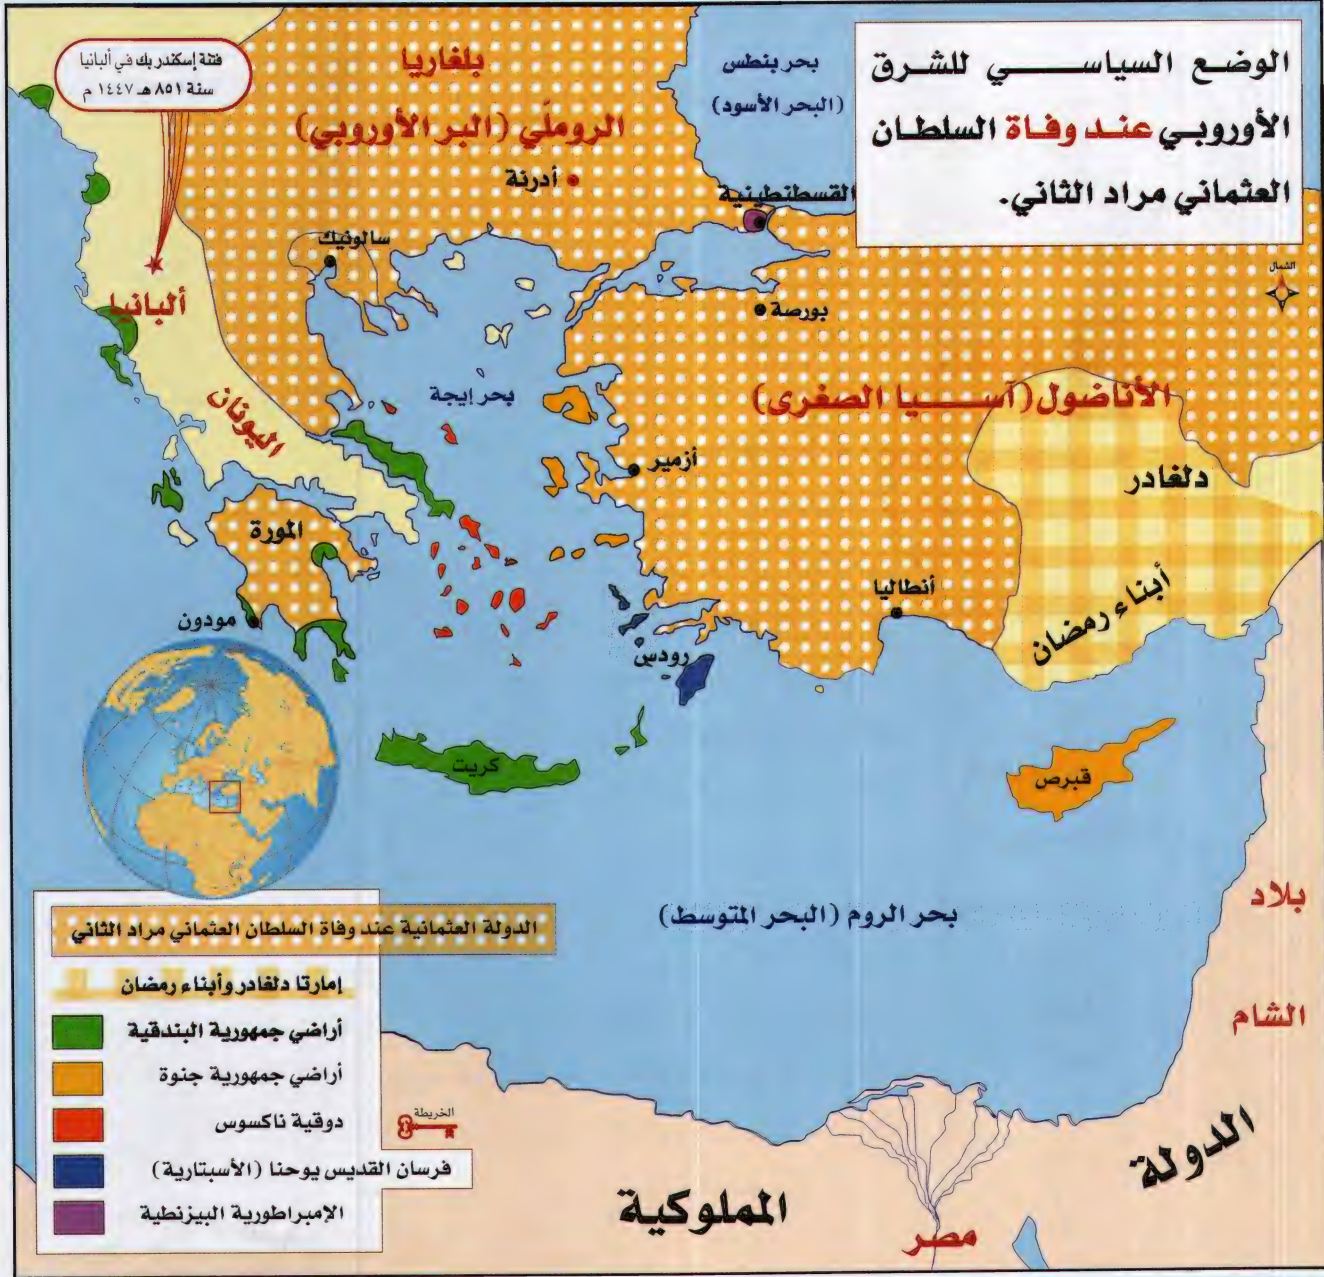 الوضع السياسي للشرق
الأوروبي عند وفاة السلطان
العثماني مراد الثاني.
فتنة إسكندر بك في ألبانيا
سنة ٨٥١ هـ ١٤٤٧ م
بلغاريا
الروملّي (البر الأوروبي)
أدرنة
بحر بنطس
(البحر الأسود)
القسطنطينية
سالونيك
الشمال
ألبانيا
بورصة
بحر إيجة
الأناضول (آسيا الصغرى)
اليونان
أزمير
دلغادر
المورة
أنطاليا
أبناء رمضان
مودون
رودس
كريت
قبرص
بحر الروم (البحر المتوسط)
بلاد
الشام
الدولة العثمانية عند وفاة السلطان العثماني مراد الثاني
إمارتا دلغادر وأبناء رمضان
أراضي جمهورية البندقية
أراضي جمهورية جنوة
دوقية ناكسوس
فرسان القديس يوحنا (الأسبتارية)
الإمبراطورية البيزنطية
الخريطة
الدولة
المملوكية
مصر